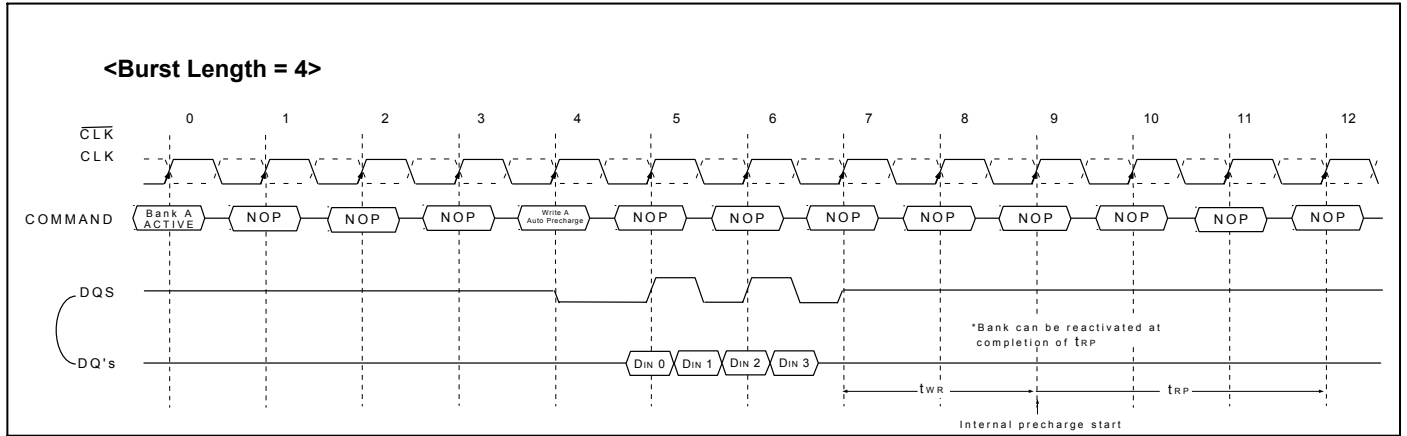 <Burst Length = 4>
0 1 2 3 4 5 6 7 8 9 10 11 12
CLK
CLK
COMMAND
Bank A
ACTIVE
NOP NOP NOP
Write A
Auto Precharge
NOP NOP NOP NOP NOP NOP NOP NOP
DQS
*Bank can be reactivated at
completion of tRP
DQ's
DIN 0 DIN 1 DIN 2 DIN 3
tWR
tRP
Internal precharge start